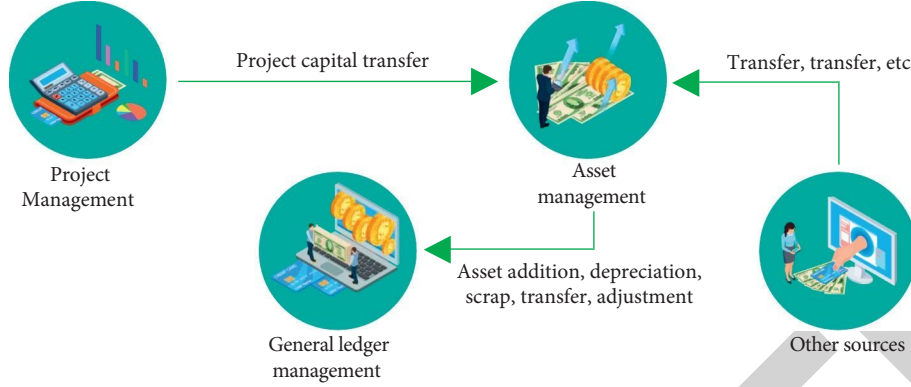 Project capital transfer
Transfer, transfer, etc
Project
Management
Asset
management
Asset addition, depreciation,
scrap, transfer, adjustment
General ledger
management
Other sources